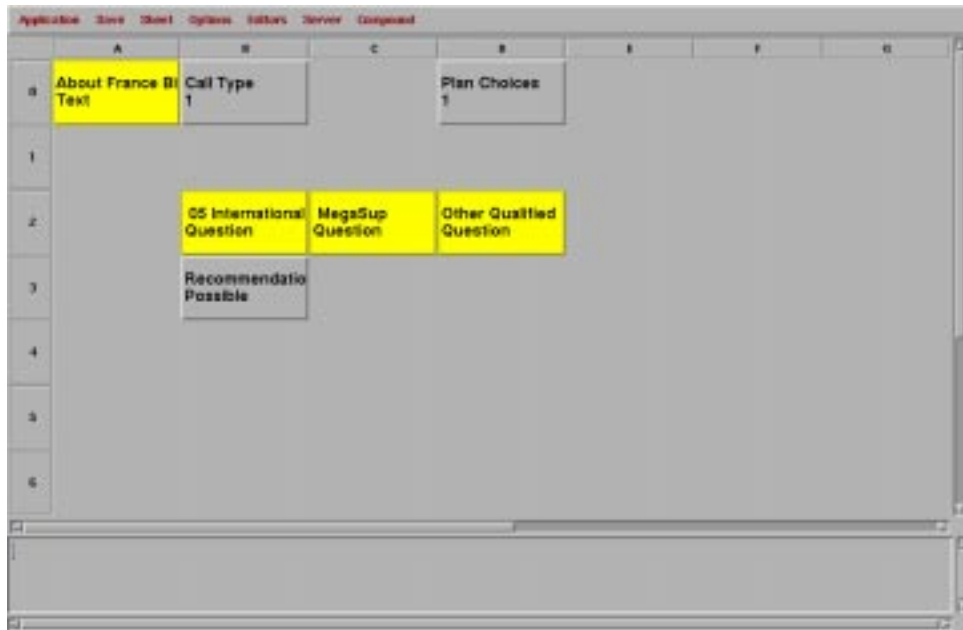 Application Save Sheet Options Editors Server Compound
A B C D E F G
0
About France Bi
Text
Call Type
1
Plan Choices
1
1
2
05 International
Question
MegaSup
Question
Other Qualified
Question
3
Recommendatio
Possible
4
5
6